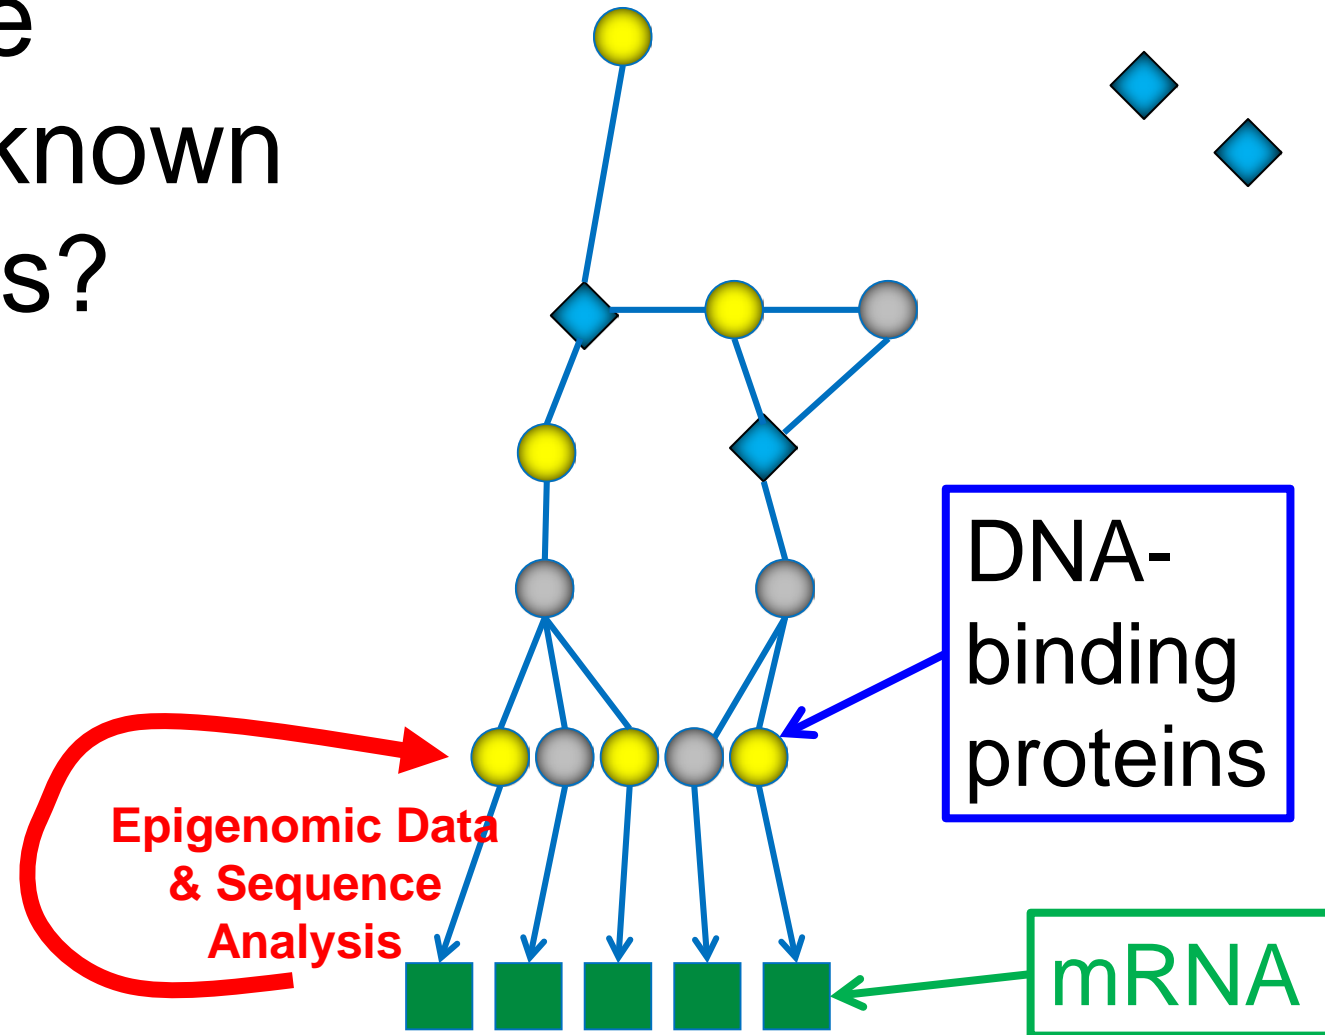 e
known
s?
DNA-
binding
proteins
Epigenomic Data
& Sequence
Analysis
mRNA